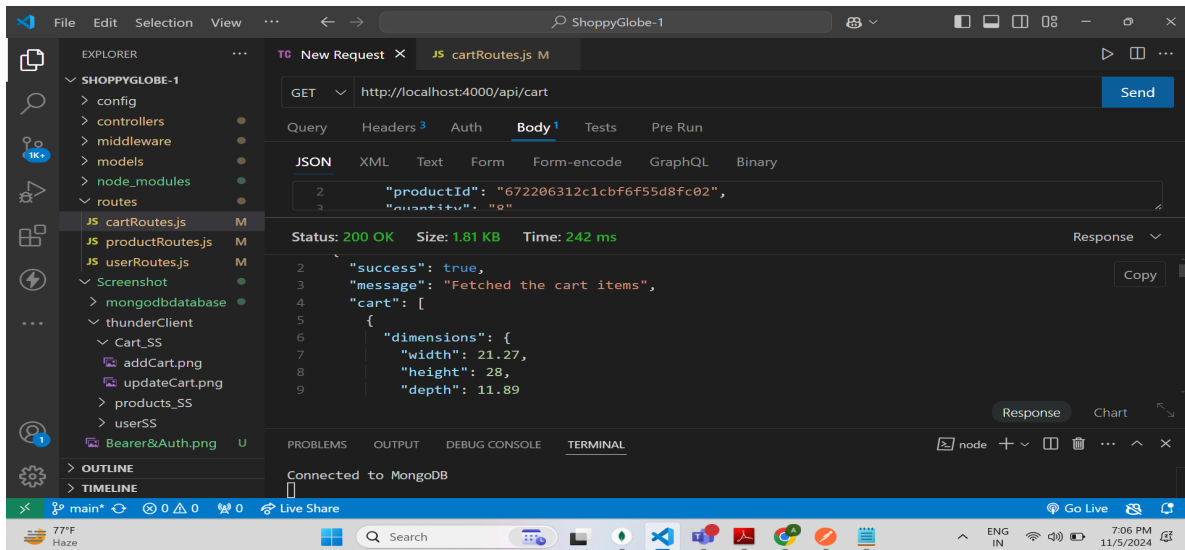 File Edit Selection View ··· ← → ShoppyGlobe-1
EXPLORER ···
SHOPPYGLOBE-1
config
controllers
middleware
models
node_modules
routes
JS cartRoutes.js M
JS productRoutes.js M
JS userRoutes.js M
Screenshot
mongodbdatabase
thunderClient
Cart_SS
addCart.png
updateCart.png
products_SS
userSS
Bearer&Auth.png U
OUTLINE
TIMELINE
1K+
1
TC New Request × JS cartRoutes.js M
GET http://localhost:4000/api/cart Send
Query Headers 3 Auth Body 1 Tests Pre Run
JSON XML Text Form Form-encode GraphQL Binary
2 "productId": "672206312c1cbf6f55d8fc02",
3 "quantity": "8"
Status: 200 OK Size: 1.81 KB Time: 242 ms Response
2 "success": true,
3 "message": "Fetched the cart items",
4 "cart": [
5 {
6 "dimensions": {
7 "width": 21.27,
8 "height": 28,
9 "depth": 11.89
Copy
Response Chart
PROBLEMS OUTPUT DEBUG CONSOLE TERMINAL node
Connected to MongoDB
main* 0 0 0 Live Share Go Live
77°F
Haze
Search
ENG
IN
7:06 PM
11/5/2024